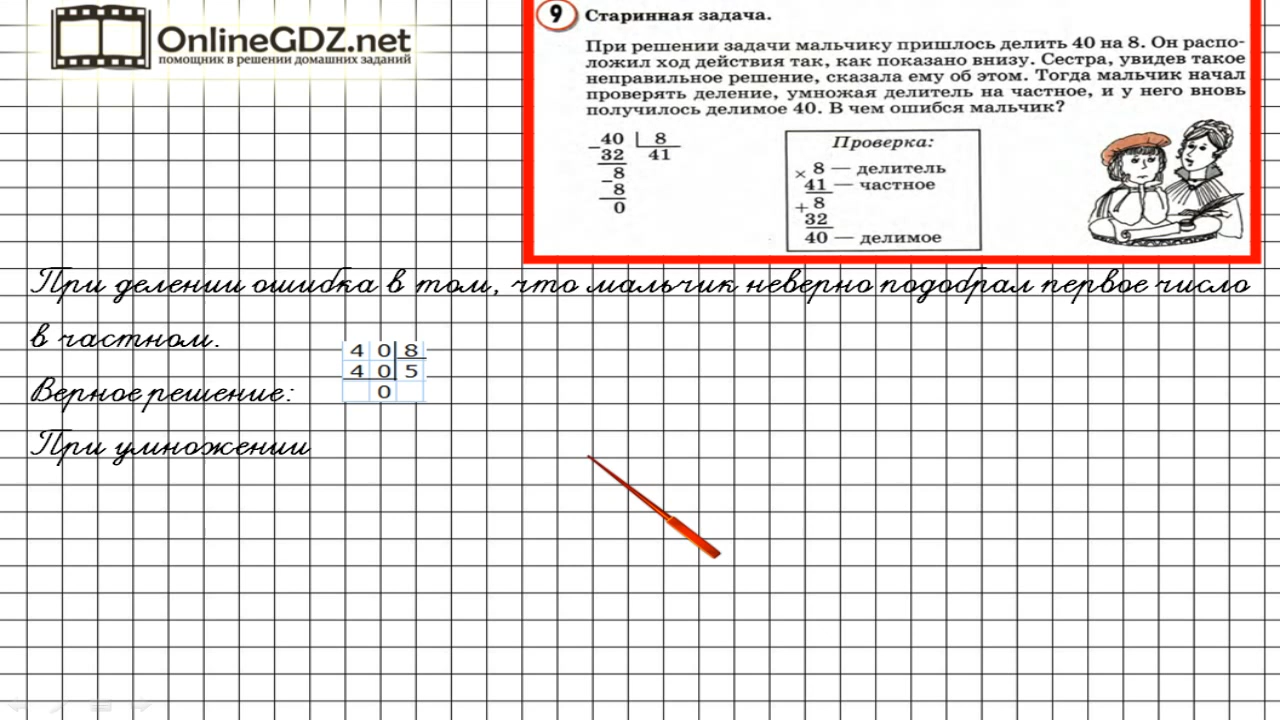 OnlineGDZ.net
помощник в решении домашних заданий
9 Старинная задача.
При решении задачи мальчику пришлось делить 40 на 8. Он распо-
ложил ход действия так, как показано внизу. Сестра, увидев такое
неправильное решение, сказала ему об этом. Тогда мальчик начал
проверять деление, умножая делитель на частное, и у него вновь
получилось делимое 40. В чем ошибся мальчик?
−40 8
32 41
−8
8
0
Проверка:
× 8 — делитель
41 — частное
+ 8
32
40 — делимое
При делении ошибка в том, что мальчик неверно подобрал первое число
в частном.
4 0 8
4 0 5
0
Верное решение:
При умножении